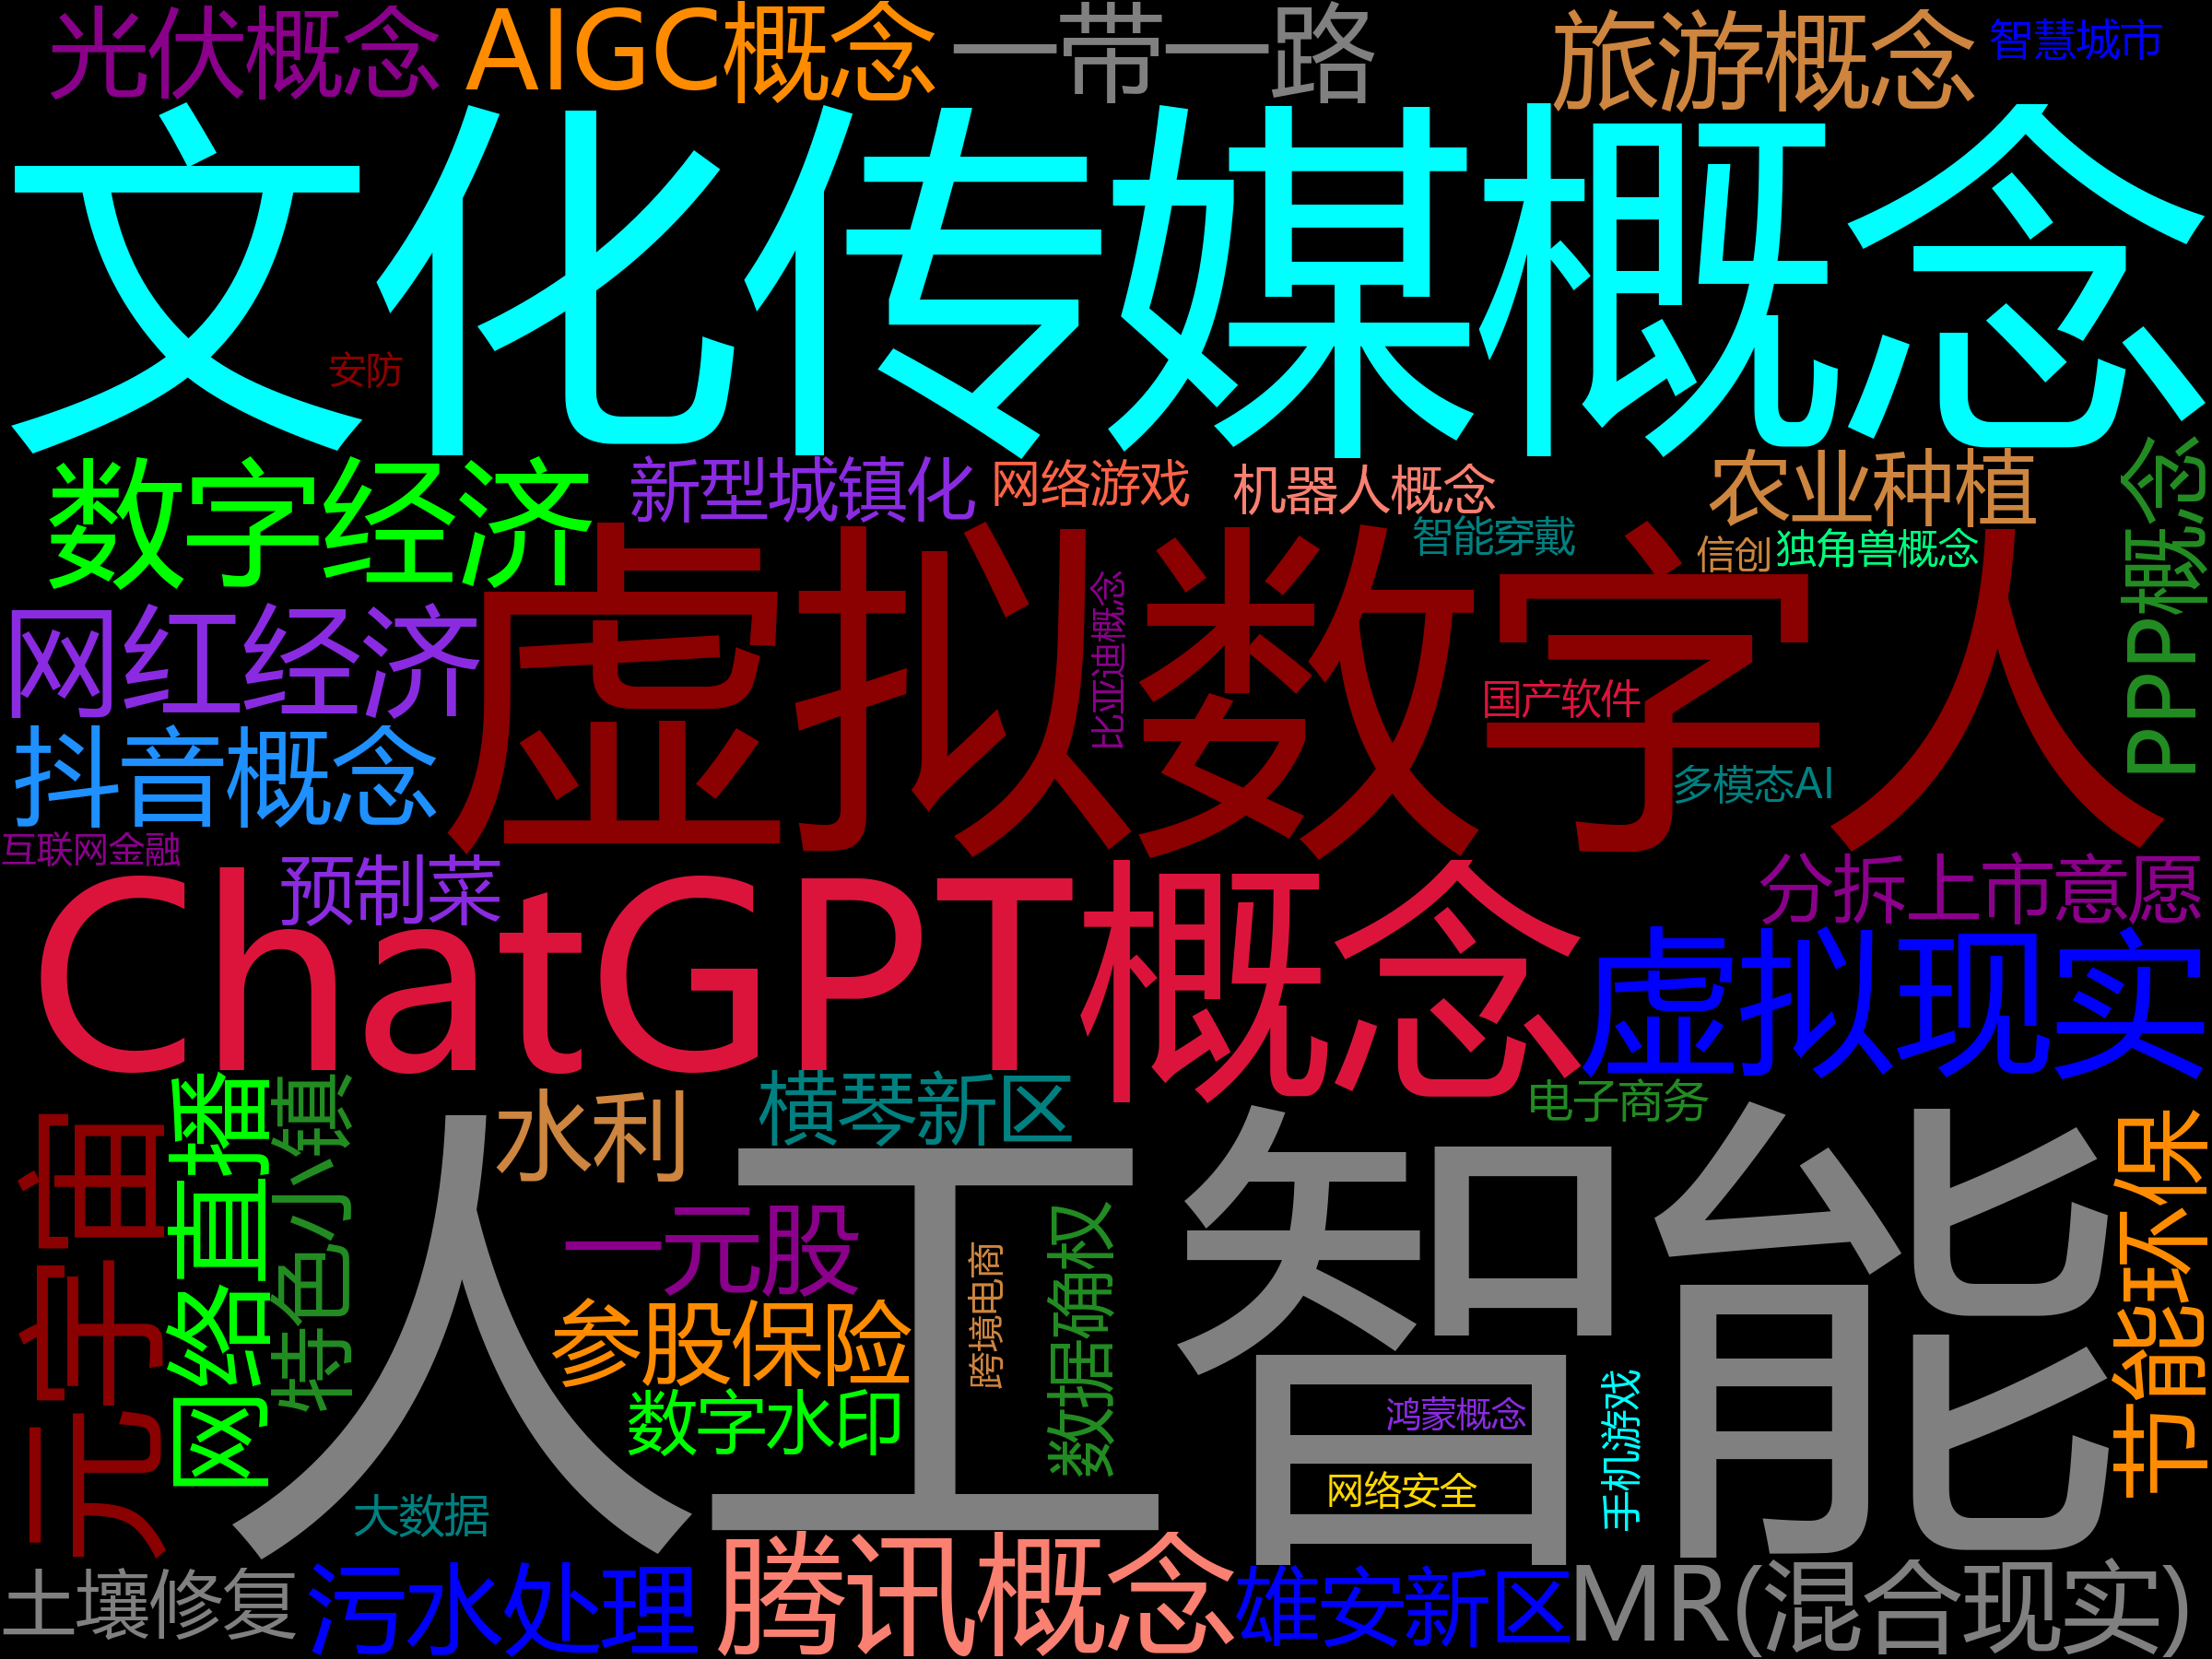 光伏概念
AIGC概念
一带一路
旅游概念
智慧城市
文化传媒概念
安防
数字经济
新型城镇化
网络游戏
机器人概念
农业种植
智能穿戴
信创
独角兽概念
PPP概念
网红经济
虚拟数字人
比亚迪概念
国产软件
抖音概念
多模态AI
互联网金融
预制菜
分拆上市意愿
ChatGPT概念
虚拟现实
元宇宙
网络直播
特色小镇
水利
横琴新区
电子商务
人工智能
一元股
参股保险
跨境电商
数据确权
节能环保
数字水印
鸿蒙概念
手机游戏
网络安全
大数据
土壤修复
污水处理
腾讯概念
雄安新区
MR(混合现实)